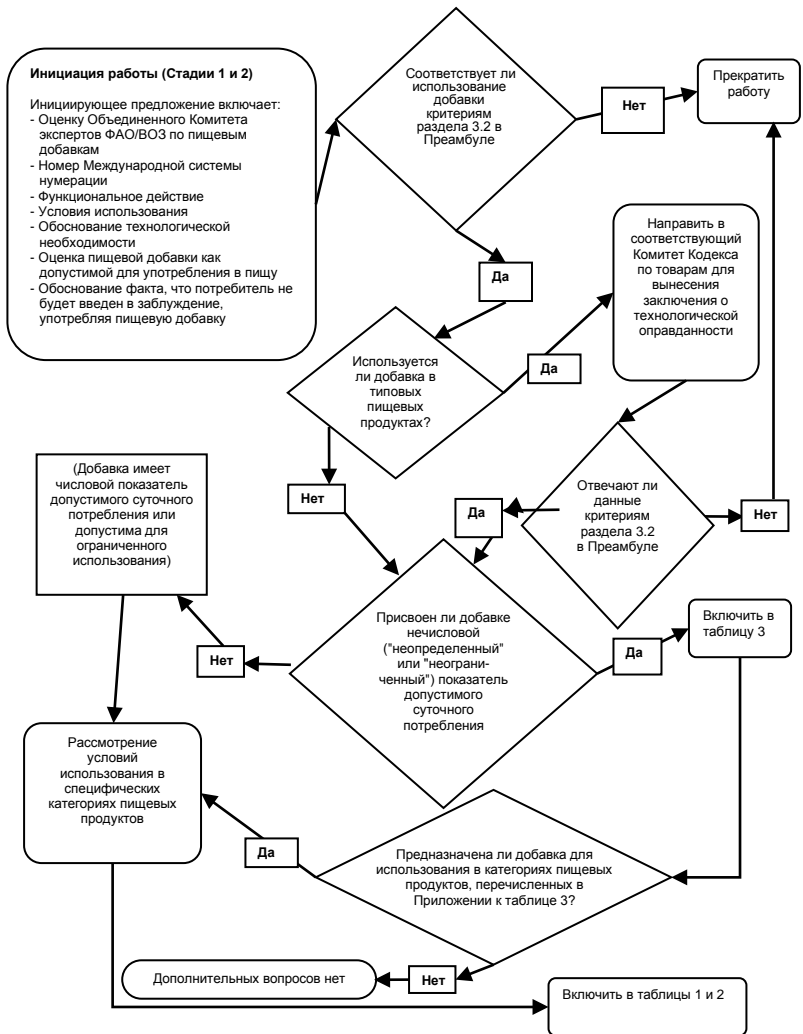 Инициация работы (Стадии 1 и 2)
Инициирующее предложение включает:
- Оценку Объединенного Комитета
экспертов ФАО/ВОЗ по пищевым
добавкам
- Номер Международной системы
нумерации
- Функциональное действие
- Условия использования
- Обоснование технологической
необходимости
- Оценка пищевой добавки как
допустимой для употребления в пищу
- Обоснование факта, что потребитель не
будет введен в заблуждение,
употребляя пищевую добавку
Соответствует ли
использование
добавки
критериям
раздела 3.2 в
Преамбуле
Нет
Прекратить
работу
Да
Направить в
соответствующий
Комитет Кодекса
по товарам для
вынесения
заключения о
технологической
оправданности
Используется
ли добавка в
типовых
пищевых
продуктах?
Да
Нет
(Добавка имеет
числовой показатель
допустимого суточного
потребления или
допустима для
ограниченного
использования)
Отвечают ли
данные
критериям
раздела 3.2
в Преамбуле
Да
Нет
Присвоен ли добавке
нечисловой
("неопределенный"
или "неограни-
ченный") показатель
допустимого
суточного
потребления
Нет
Да
Включить в
таблицу 3
Рассмотрение
условий
использования в
специфических
категориях пищевых
продуктов
Да
Предназначена ли добавка для
использования в категориях пищевых
продуктов, перечисленных в
Приложении к таблице 3?
Нет
Дополнительных вопросов нет
Включить в таблицы 1 и 2